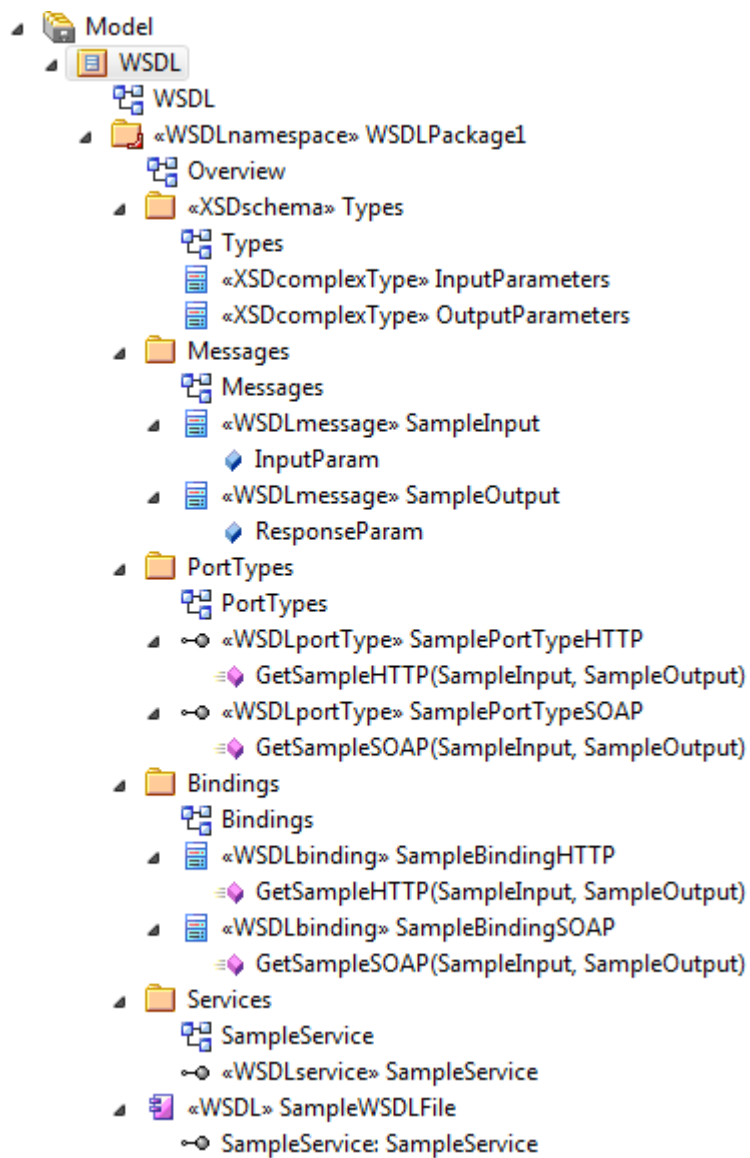 Model
WSDL
WSDL
«WSDLnamespace» WSDLPackage1
Overview
«XSDschema» Types
Types
«XSDcomplexType» InputParameters
«XSDcomplexType» OutputParameters
Messages
Messages
«WSDLmessage» SampleInput
InputParam
«WSDLmessage» SampleOutput
ResponseParam
PortTypes
PortTypes
«WSDLportType» SamplePortTypeHTTP
GetSampleHTTP(SampleInput, SampleOutput)
«WSDLportType» SamplePortTypeSOAP
GetSampleSOAP(SampleInput, SampleOutput)
Bindings
Bindings
«WSDLbinding» SampleBindingHTTP
GetSampleHTTP(SampleInput, SampleOutput)
«WSDLbinding» SampleBindingSOAP
GetSampleSOAP(SampleInput, SampleOutput)
Services
SampleService
«WSDLservice» SampleService
«WSDL» SampleWSDLFile
SampleService: SampleService